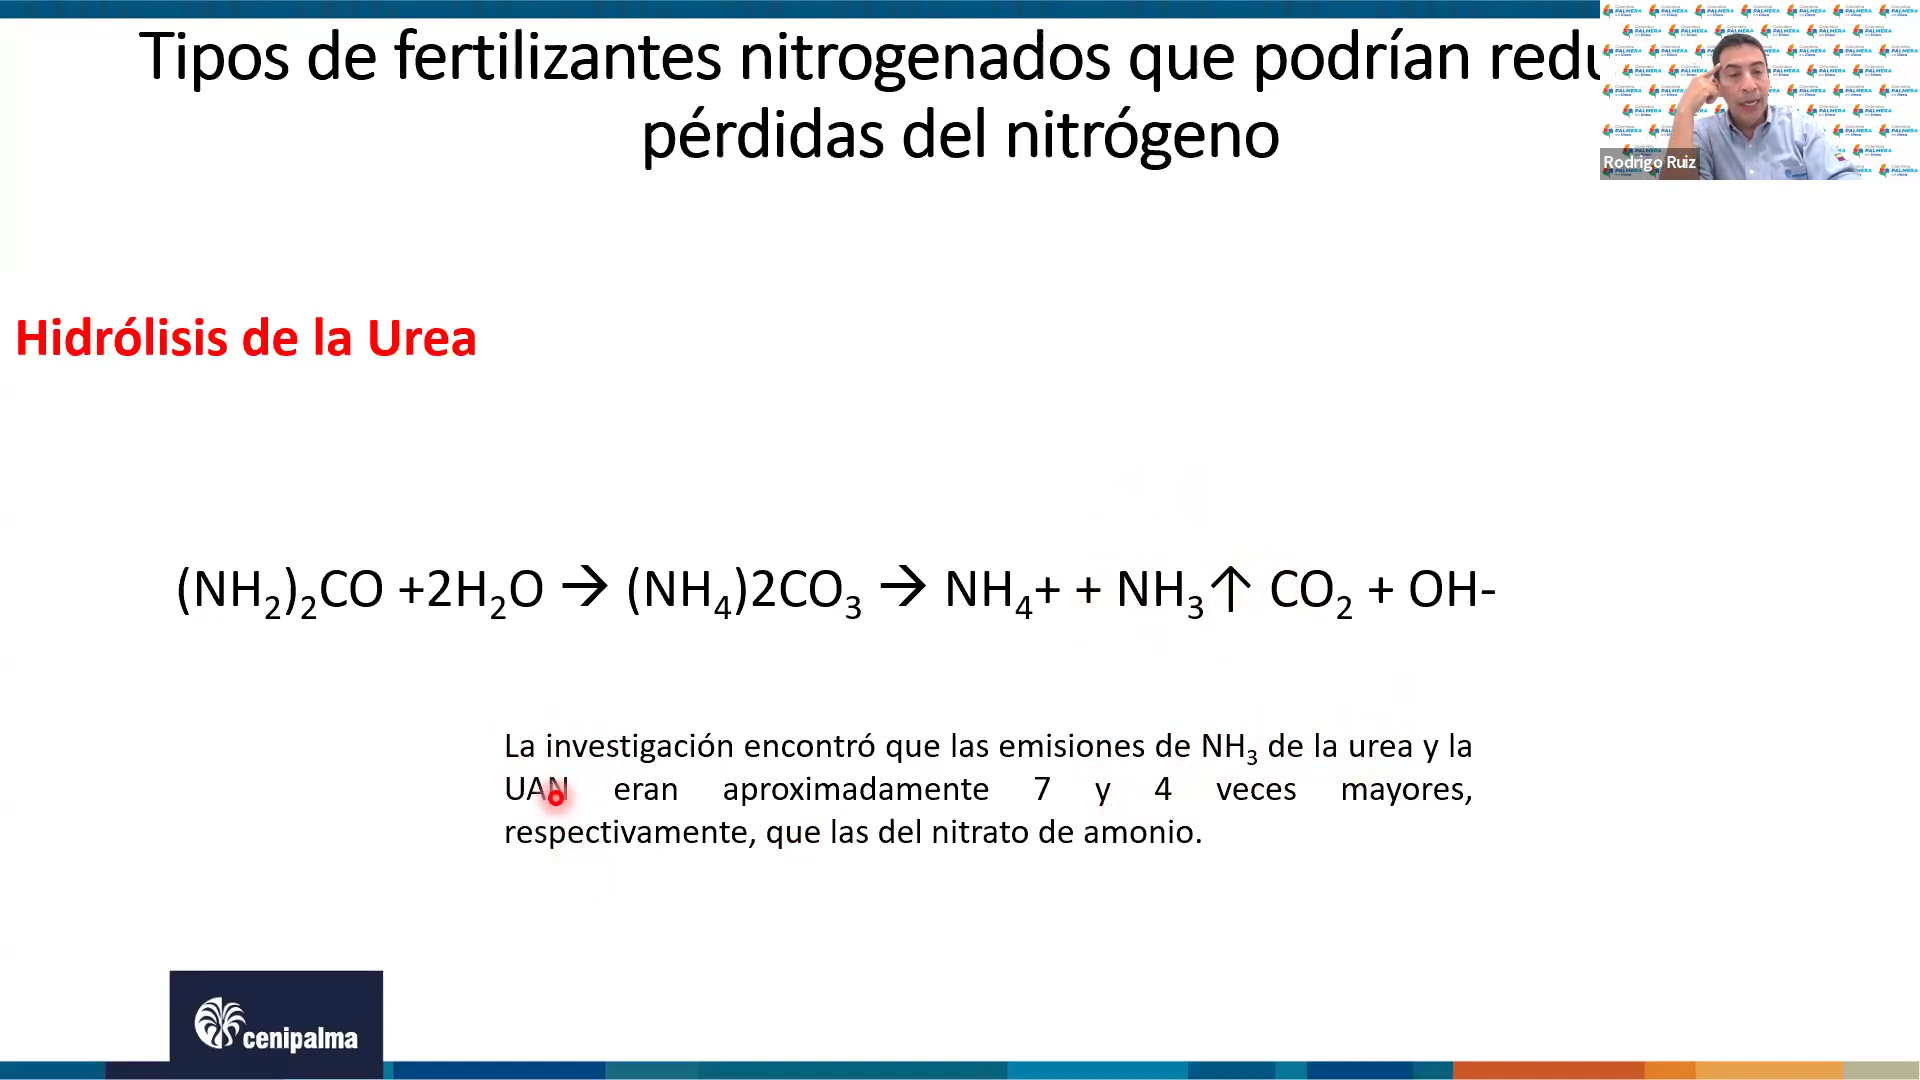 Tipos de fertilizantes nitrogenados que podrían redu
pérdidas del nitrógeno
Rodrigo Ruiz
Hidrólisis de la Urea
(NH₂)₂CO +2H₂O → (NH₄)2CO₃ → NH₄+ + NH₃↑ CO₂ + OH-
La investigación encontró que las emisiones de NH₃ de la urea y la
UAN eran aproximadamente 7 y 4 veces mayores,
respectivamente, que las del nitrato de amonio.
cenipalma